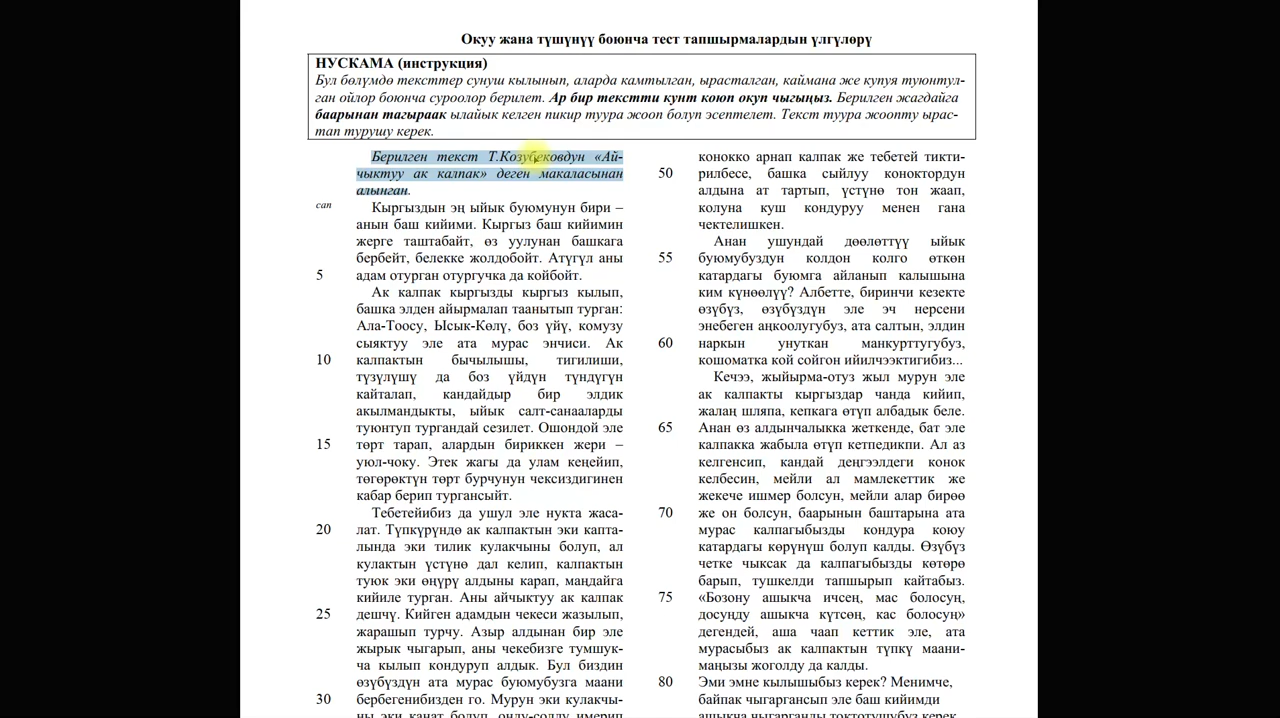 Окуу жана түшүнүү боюнча тест тапшырмалардын үлгүлөрү
НУСКАМА (инструкция)
Бул бөлүмдө тексттер сунуш кылынып, аларда камтылган, ырасталган, каймана же купуя туюнтул-
ган ойлор боюнча суроолор берилет. Ар бир текстти кунт коюп окуп чыгыңыз. Берилген жагдайга
баарынан тагыраак ылайык келген пикир туура жооп болуп эсептелет. Текст туура жоопту ырас-
тап турушу керек.
Берилген текст Т.Козубековдун «Ай-
чыктуу ак калпак» деген макаласынан
алынган.
сап
Кыргыздын эң ыйык буюмунун бири –
анын баш кийими. Кыргыз баш кийимин
жерге таштабайт, өз уулунан башкага
бербейт, белекке жолдобойт. Атүгүл аны
5 адам отурган отургучка да койбойт.
Ак калпак кыргызды кыргыз кылып,
башка элден айырмалап таанытып турган:
Ала-Тоосу, Ысык-Көлү, боз үйү, комузу
сыяктуу эле ата мурас энчиси. Ак
10 калпактын бычылышы, тигилиши,
түзүлүшү да боз үйдүн түндүгүн
кайталап, кандайдыр бир элдик
акылмандыкты, ыйык салт-санааларды
туюнтуп тургандай сезилет. Ошондой эле
15 төрт тарап, алардын бириккен жери –
уюл-чоку. Этек жагы да улам кеңейип,
төгөрөктүн төрт бурчунун чексиздигинен
кабар берип тургансыйт.
Тебетейибиз да ушул эле нукта жаса-
20 лат. Түпкүрүндө ак калпактын эки капта-
лында эки тилик кулакчыны болуп, ал
кулактын үстүнө дал келип, калпактын
туюк эки өңүрү алдыны карап, маңдайга
кийиле турган. Аны айчыктуу ак калпак
25 дешчү. Кийген адамдын чекеси жазылып,
жарашып турчу. Азыр алдынан бир эле
жырык чыгарып, аны чекебизге тумшук-
ча кылып кондуруп алдык. Бул биздин
өзүбүздүн ата мурас буюмубузга маани
30 бербегенибизден го. Мурун эки кулакчы-
ны эки канат болуп, оңду-солду имерип
конокко арнап калпак же тебетей тикти-
50 рилбесе, башка сыйлуу коноктордун
алдына ат тартып, үстүнө тон жаап,
колуна куш кондуруу менен гана
чектелишкен.
Анан ушундай дөөлөттүү ыйык
55 буюмубуздун колдон колго өткөн
катардагы буюмга айланып калышына
ким күнөөлүү? Албетте, биринчи кезекте
өзүбүз, өзүбүздүн эле эч нерсени
энебеген аңкоолугубуз, ата салтын, элдин
60 наркын унуткан манкурттугубуз,
кошоматка кой сойгон ийилчээктигибиз...
Кечээ, жыйырма-отуз жыл мурун эле
ак калпакты кыргыздар чанда кийип,
жалаң шляпа, кепкага өтүп албадык беле.
65 Анан өз алдынчалыкка жеткенде, бат эле
калпакка жабыла өтүп кетпедикпи. Ал аз
келгенсип, кандай деңгээлдеги конок
келбесин, мейли ал мамлекеттик же
жекече ишмер болсун, мейли алар бирөө
70 же он болсун, баарынын баштарына ата
мурас калпагыбызды кондура коюу
катардагы көрүнүш болуп калды. Өзүбүз
четке чыксак да калпагыбызды көтөрө
барып, тушкелди тапшырып кайтабыз.
75 «Бозону ашыкча ичсең, мас болосуң,
досуңду ашыкча күтсөң, кас болосуң»
дегендей, аша чаап кеттик эле, ата
мурасыбыз ак калпактын түпкү маани-
маңызы жоголду да калды.
80 Эми эмне кылышыбыз керек? Менимче,
байпак чыгаргансып эле баш кийимди
ашыкча чыгарганды токтотушубуз керек.